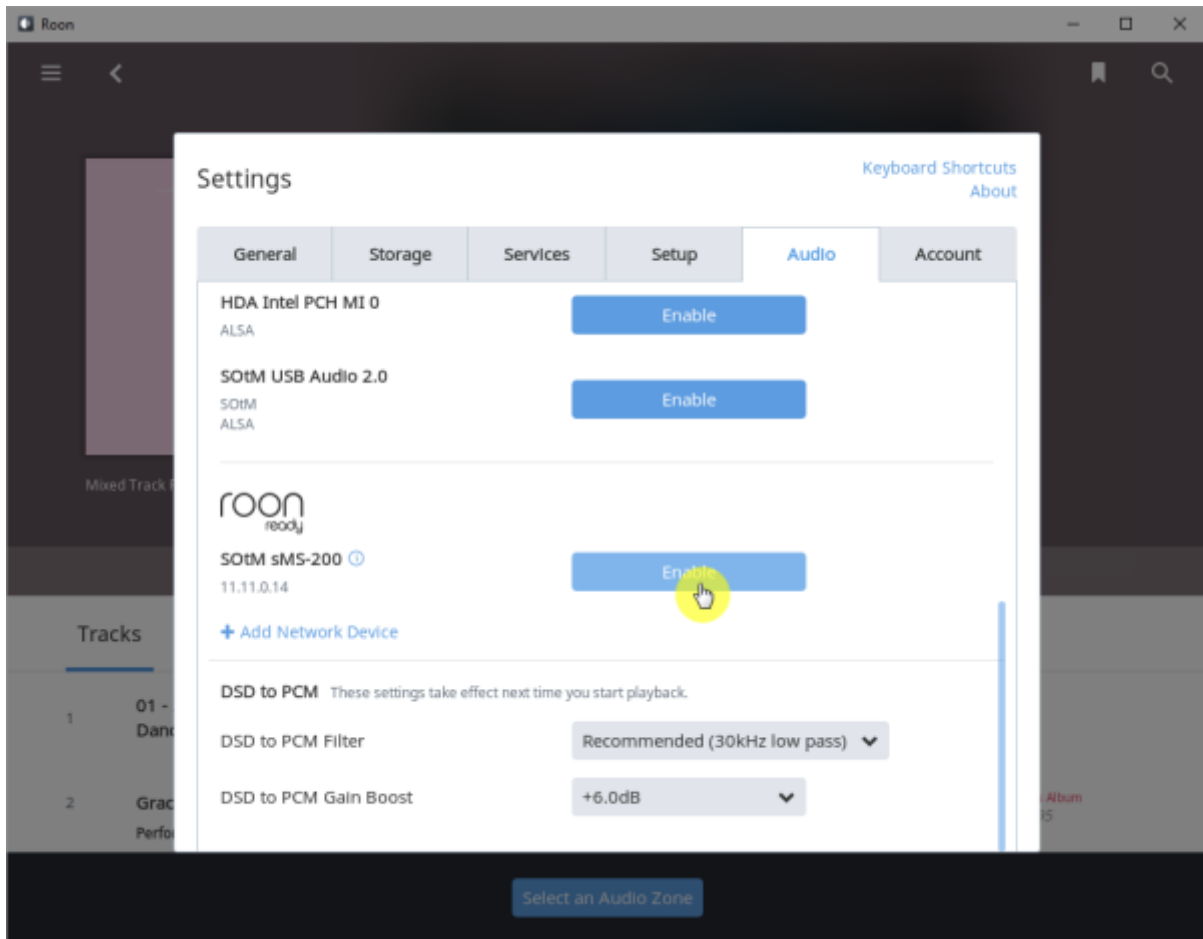 Roon
Settings
Keyboard Shortcuts
About
General Storage Services Setup Audio Account
HDA Intel PCH MI 0
Enable
ALSA
SOtM USB Audio 2.0
Enable
SOtM
ALSA
Mixed Track
roon
ready
SOtM sMS-200
Enable
11.11.0.14
+ Add Network Device
Tracks
DSD to PCM These settings take effect next time you start playback.
1
01 -
DSD to PCM Filter
Recommended (30kHz low pass)
DSD to PCM Gain Boost
+6.0dB
2
Album
Select an Audio Zone